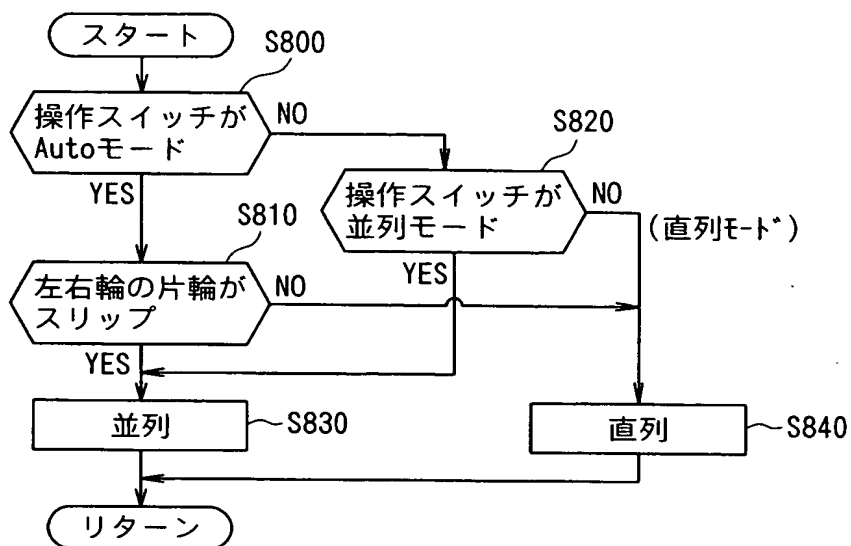 スタート
S800
操作スイッチが
Autoモード
NO
YES
S820
操作スイッチが
並列モード
NO
(直列ﾓｰﾄﾞ)
YES
S810
左右輪の片輪が
スリップ
NO
YES
並列
S830
直列
S840
リターン